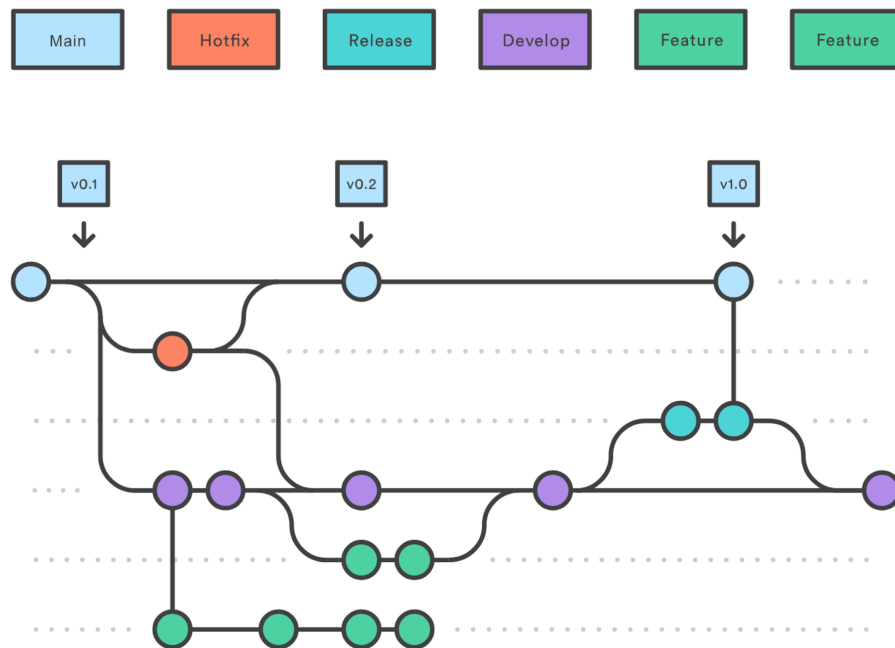 Main
Hotfix
Release
Develop
Feature
Feature
v0.1
v0.2
v1.0